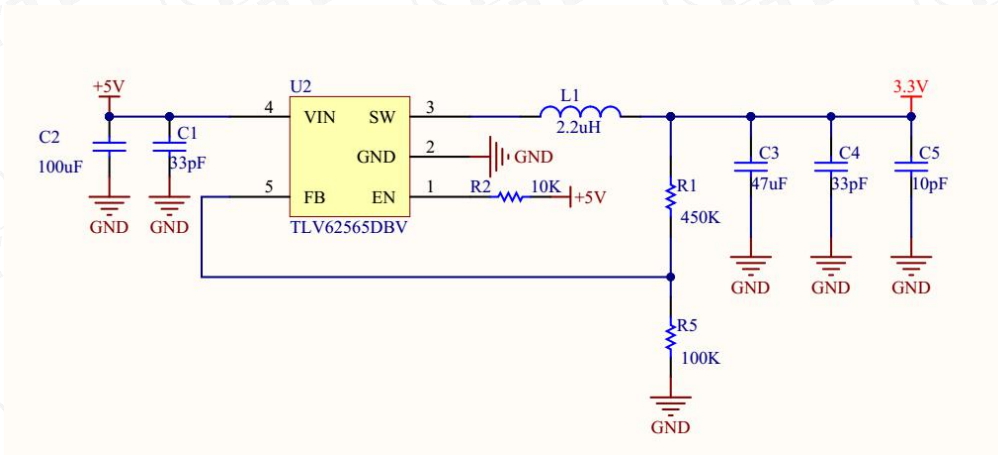 +5V
C2
100uF
C1
33pF
GND
GND
U2
4
VIN
SW
3
GND
2
GND
5
FB
EN
1
TLV62565DBV
R2
10K
+5V
L1
2.2uH
3.3V
R1
450K
C3
47uF
C4
33pF
C5
10pF
GND
GND
GND
R5
100K
GND